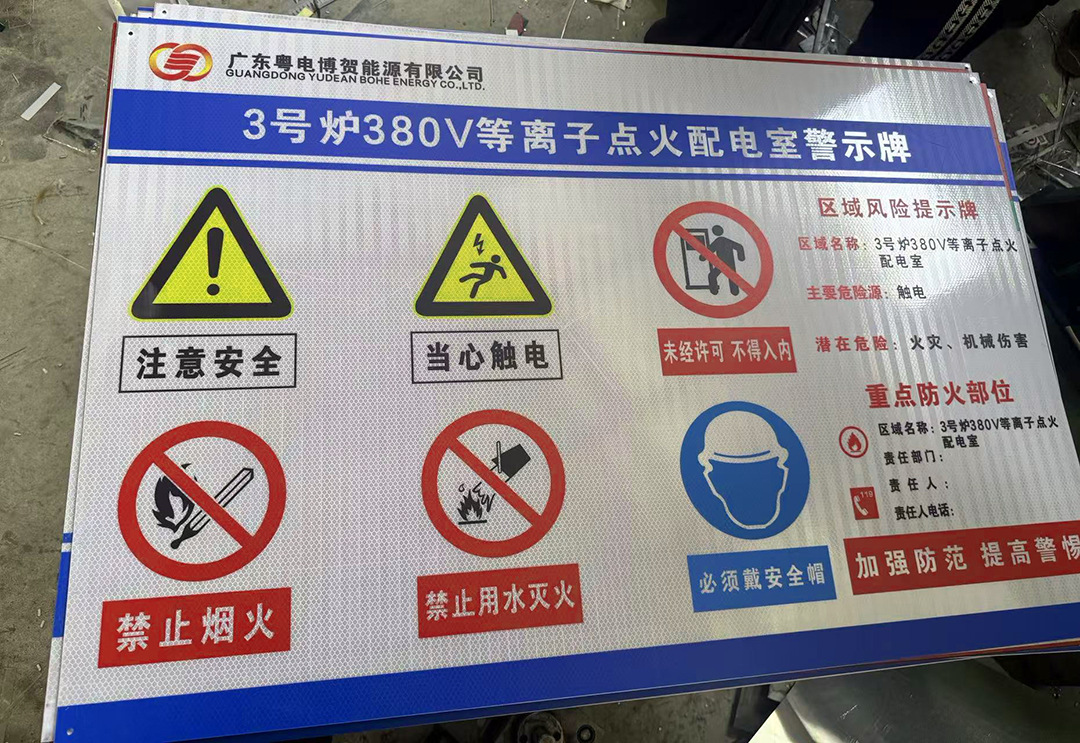 广东粤电博贺能源有限公司
GUANGDONG YUDEAN BOHE ENERGY CO.,LTD.
3号炉380V等离子点火配电室警示牌
注意安全
当心触电
未经许可 不得入内
禁止烟火
禁止用水灭火
必须戴安全帽
区域风险提示牌
区域名称：3号炉380V等离子点火
配电室
主要危险源：触电
潜在危险：火灾、机械伤害
重点防火部位
区域名称：3号炉380V等离子点火
配电室
责任部门：
责 任 人：
119
责任人电话：
加强防范 提高警惕